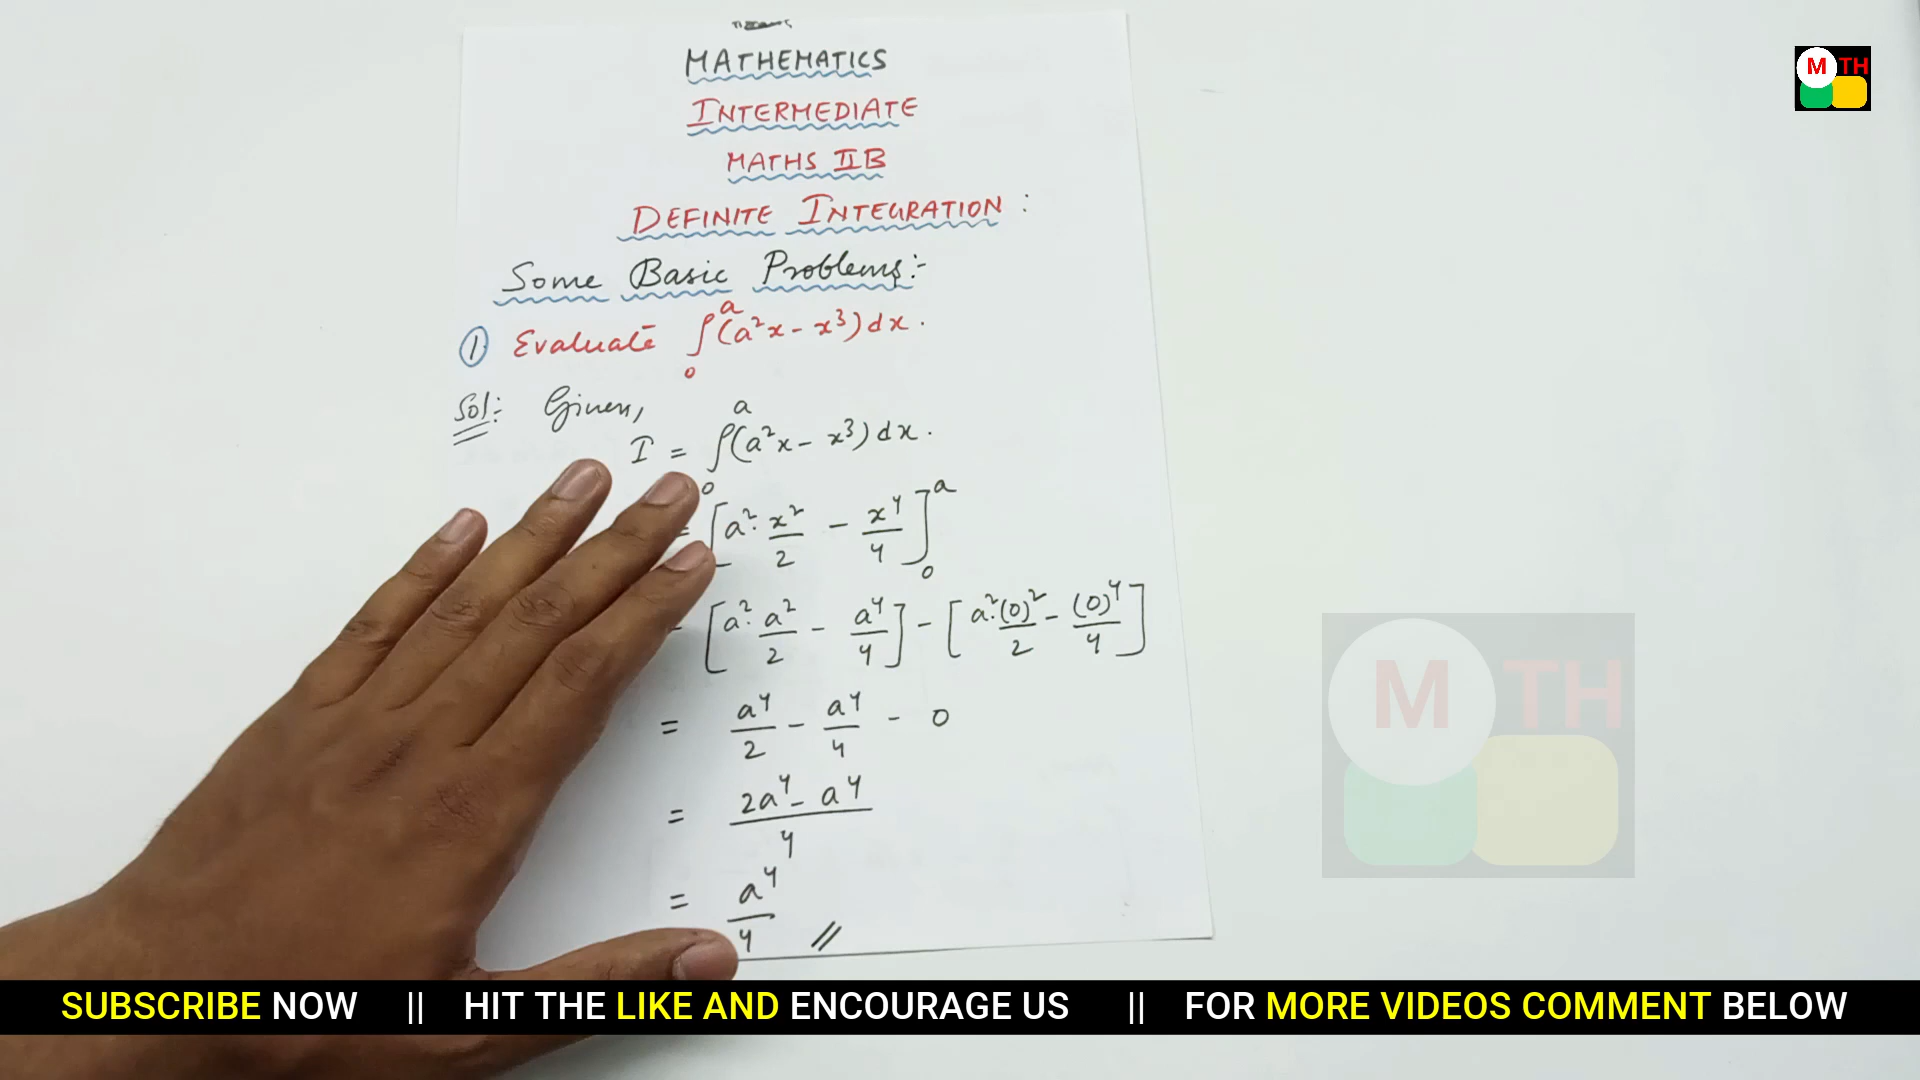 MATHEMATICS
INTERMEDIATE
MATHS II B
DEFINITE INTEGRATION :
Some Basic Problems:-
① Evaluate ∫₀ᵃ (a²x - x³) dx.
Sol:- Given,
I = ∫₀ᵃ (a²x - x³) dx.
= [a²· x²/2 - x⁴/4]₀ᵃ
[a²· a²/2 - a⁴/4] - [a²·(0)²/2 - (0)⁴/4]
= a⁴/2 - a⁴/4 - 0
= (2a⁴ - a⁴)/4
= a⁴/4 //
M TH
M TH
SUBSCRIBE NOW || HIT THE LIKE AND ENCOURAGE US || FOR MORE VIDEOS COMMENT BELOW